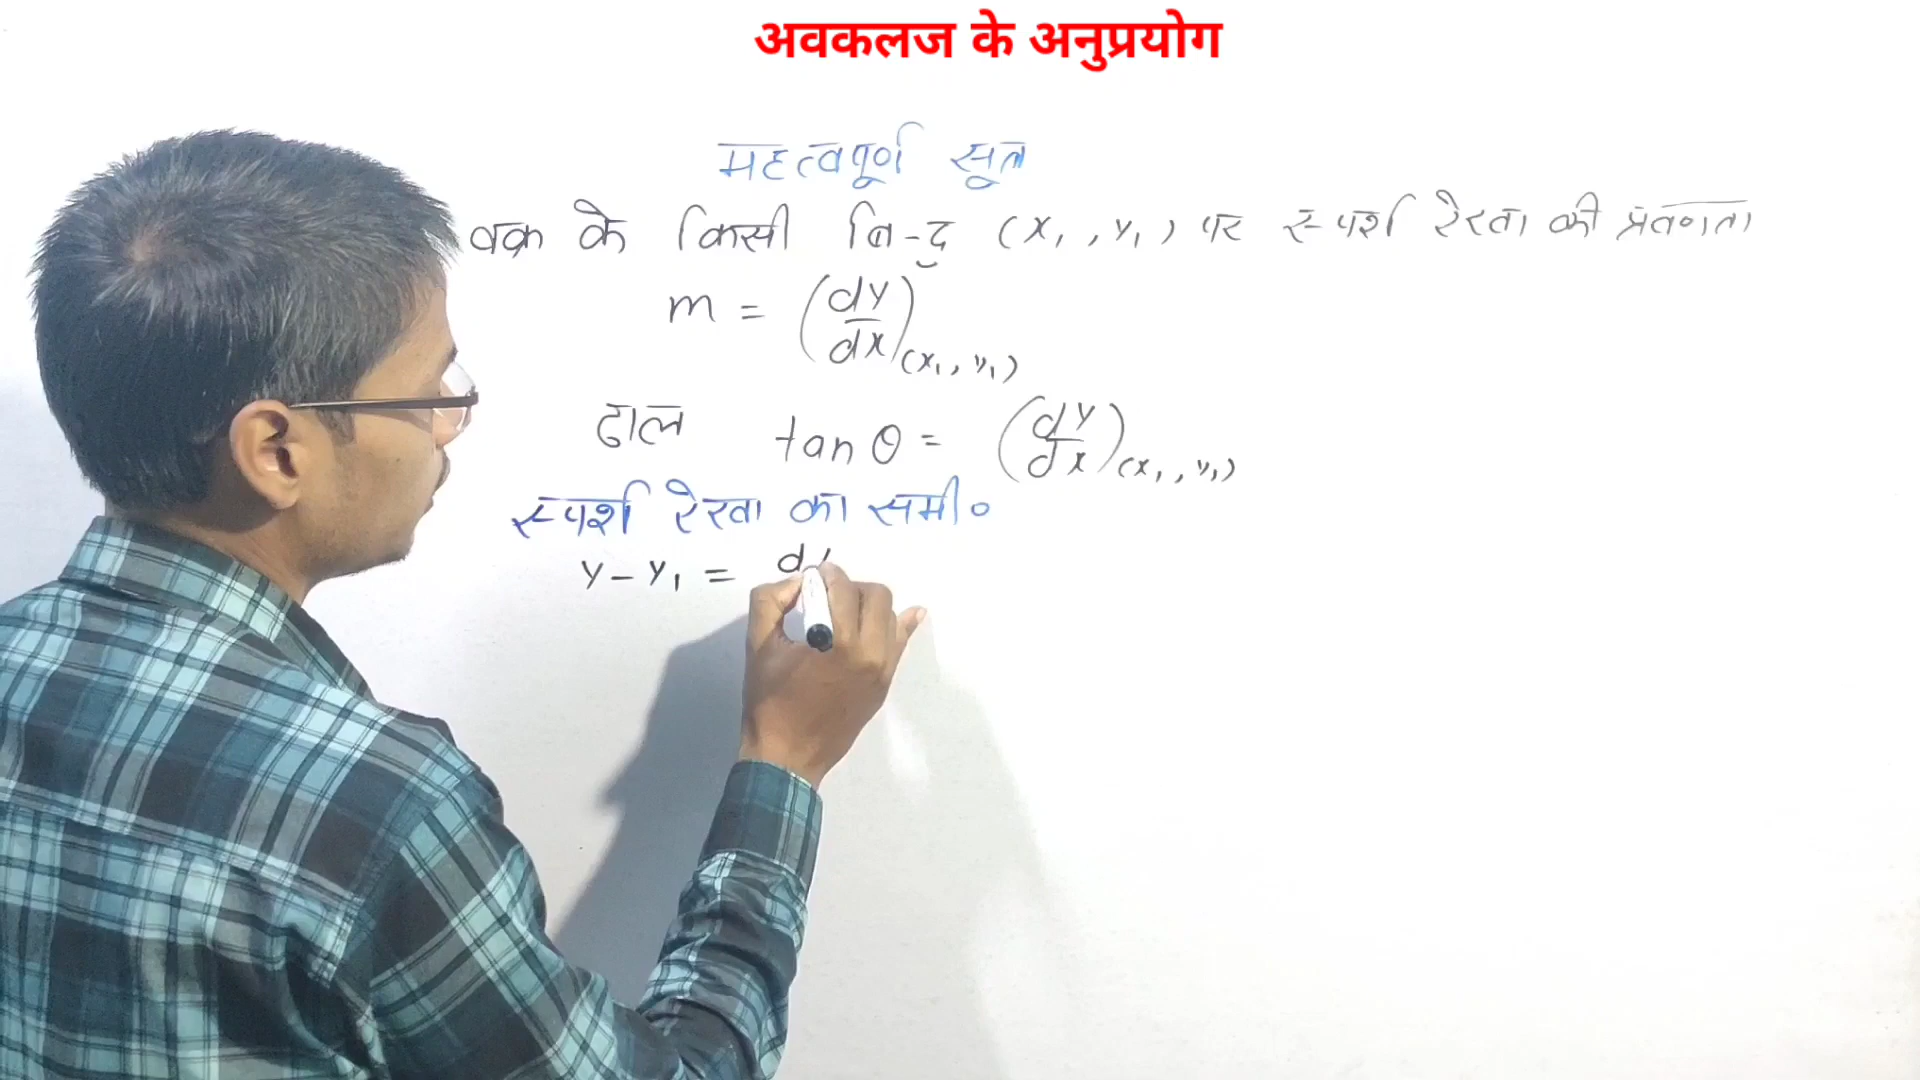 अवकलज के अनुप्रयोग
महत्वपूर्ण सूत्र
वक्र के किसी बिन्दु (x₁, y₁) पर स्पर्श रेखा की प्रवणता
m = (dy/dx)(x₁, y₁)
ढाल tan θ = (dy/dx)(x₁, y₁)
स्पर्श रेखा का समी०
y - y₁ = d